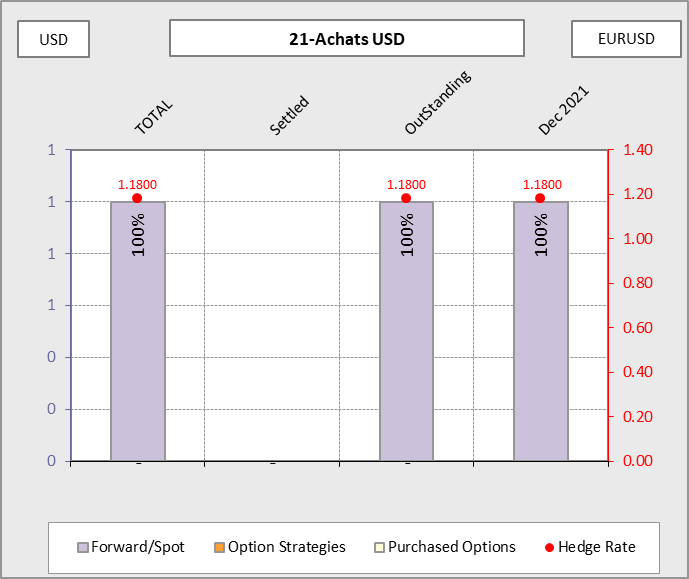 USD
21-Achats USD
EURUSD
TOTAL
Settled
OutStanding
Dec 2021
1
1
1
1
0
0
0
1.40
1.20
1.00
0.80
0.60
0.40
0.20
0.00
1.1800
1.1800
1.1800
100%
100%
100%
–
–
–
Forward/Spot
Option Strategies
Purchased Options
Hedge Rate